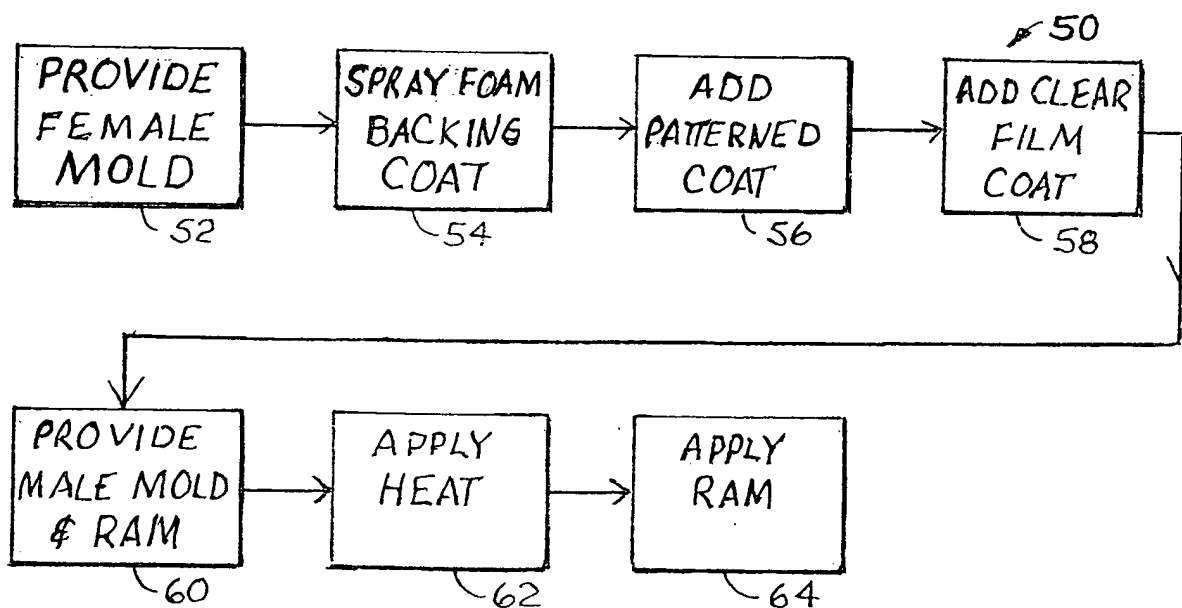 50
PROVIDE
FEMALE
MOLD
52
SPRAY FOAM
BACKING
COAT
54
ADD
PATTERNED
COAT
56
ADD CLEAR
FILM
COAT
58
PROVIDE
MALE MOLD
& RAM
60
APPLY
HEAT
62
APPLY
RAM
64